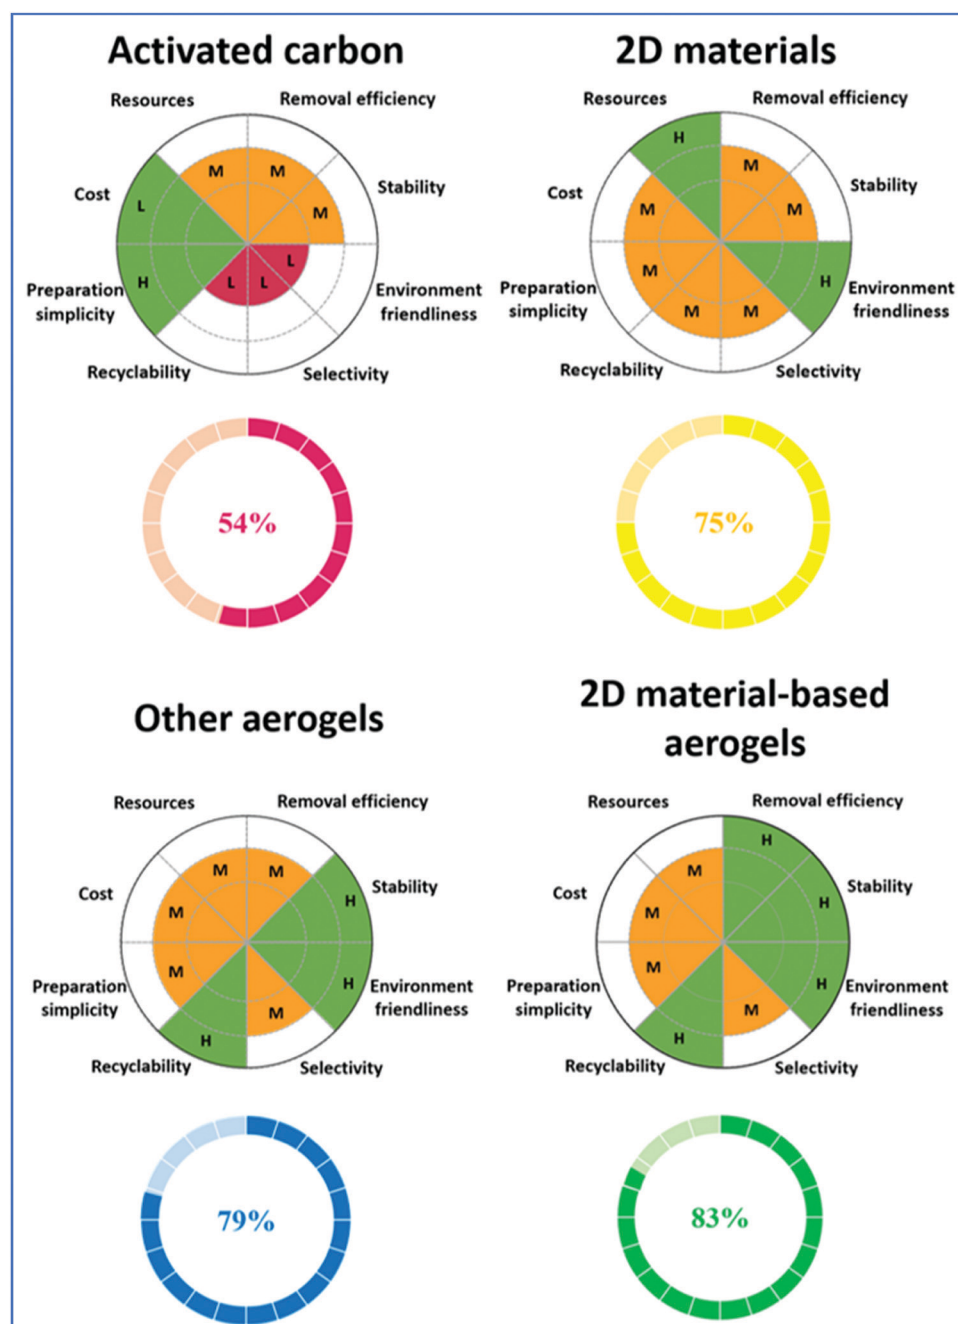 Activated carbon
Resources
Removal efficiency
Cost
Stability
M
M
L
M
H
L
L
L
Preparation
simplicity
Environment
friendliness
Recyclability
Selectivity
54%
2D materials
Resources
Removal efficiency
Cost
Stability
H
M
M
M
M
H
M
M
Preparation
simplicity
Environment
friendliness
Recyclability
Selectivity
75%
Other aerogels
Resources
Removal efficiency
Cost
Stability
M
M
M
H
M
H
H
M
Preparation
simplicity
Environment
friendliness
Recyclability
Selectivity
79%
2D material-based
aerogels
Resources
Removal efficiency
Cost
Stability
M
H
M
H
M
H
H
M
Preparation
simplicity
Environment
friendliness
Recyclability
Selectivity
83%